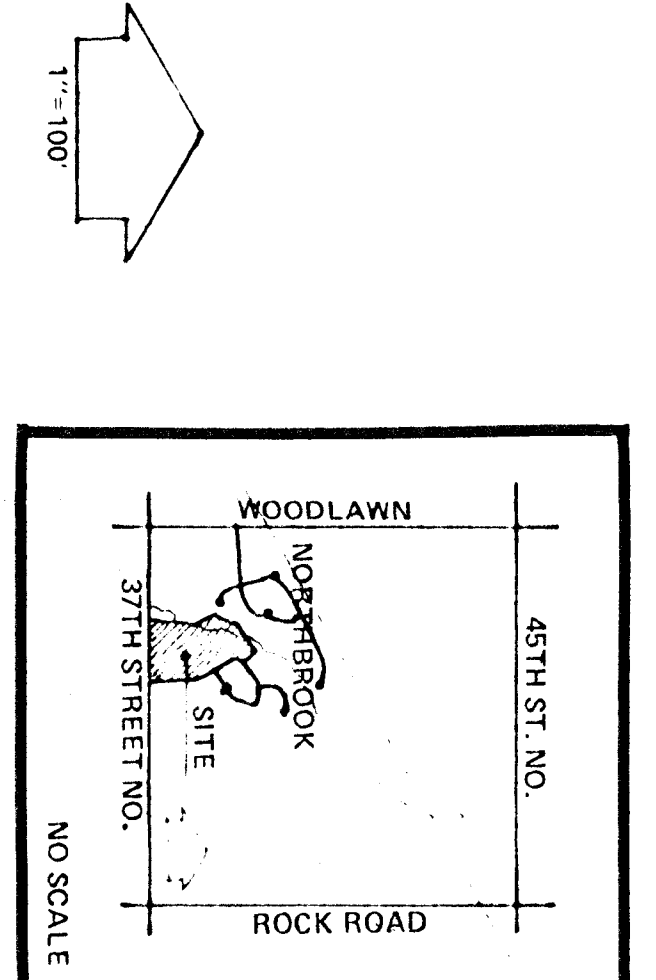 1"=100'
WOODLAWN
NORTHBROOK
45TH ST. NO.
37TH STREET NO.
SITE
ROCK ROAD
NO SCALE